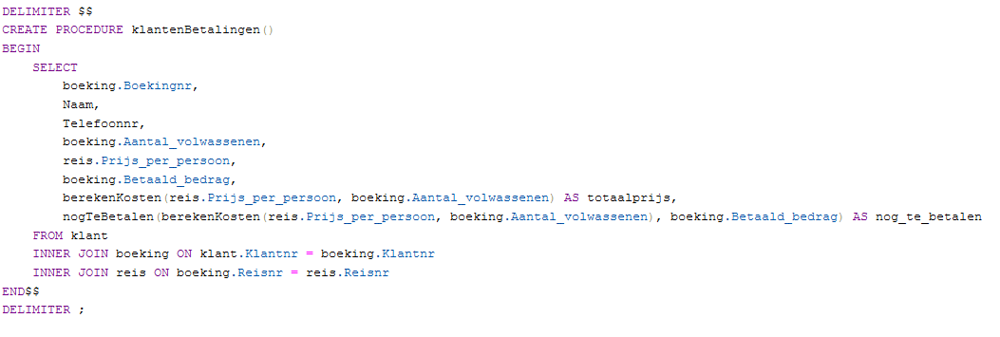 DELIMITER $$
CREATE PROCEDURE klantenBetalingen()
BEGIN
    SELECT
        boeking.Boekingnr,
        Naam,
        Telefoonnr,
        boeking.Aantal_volwassenen,
        reis.Prijs_per_persoon,
        boeking.Betaald_bedrag,
        berekenKosten(reis.Prijs_per_persoon, boeking.Aantal_volwassenen) AS totaalprijs,
        nogTeBetalen(berekenKosten(reis.Prijs_per_persoon, boeking.Aantal_volwassenen), boeking.Betaald_bedrag) AS nog_te_betalen
    FROM klant
    INNER JOIN boeking ON klant.Klantnr = boeking.Klantnr
    INNER JOIN reis ON boeking.Reisnr = reis.Reisnr
END$$
DELIMITER ;